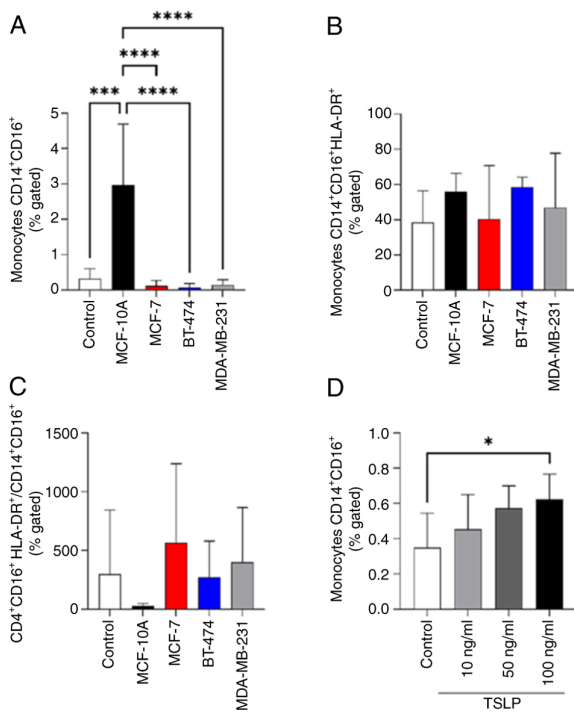 A
****
****
***
****
Monocytes CD14⁺CD16⁺
(% gated)
5
4
3
2
1
0
Control
MCF-10A
MCF-7
BT-474
MDA-MB-231
B
Monocytes CD14⁺CD16⁺HLA-DR⁺
(% gated)
100
80
60
40
20
0
Control
MCF-10A
MCF-7
BT-474
MDA-MB-231
C
CD4⁺CD16⁺ HLA-DR⁺/CD14⁺CD16⁺
(% gated)
1500
1000
500
0
Control
MCF-10A
MCF-7
BT-474
MDA-MB-231
D
*
Monocytes CD14⁺CD16⁺
(% gated)
1.0
0.8
0.6
0.4
0.2
0.0
Control
10 ng/ml
50 ng/ml
100 ng/ml
TSLP